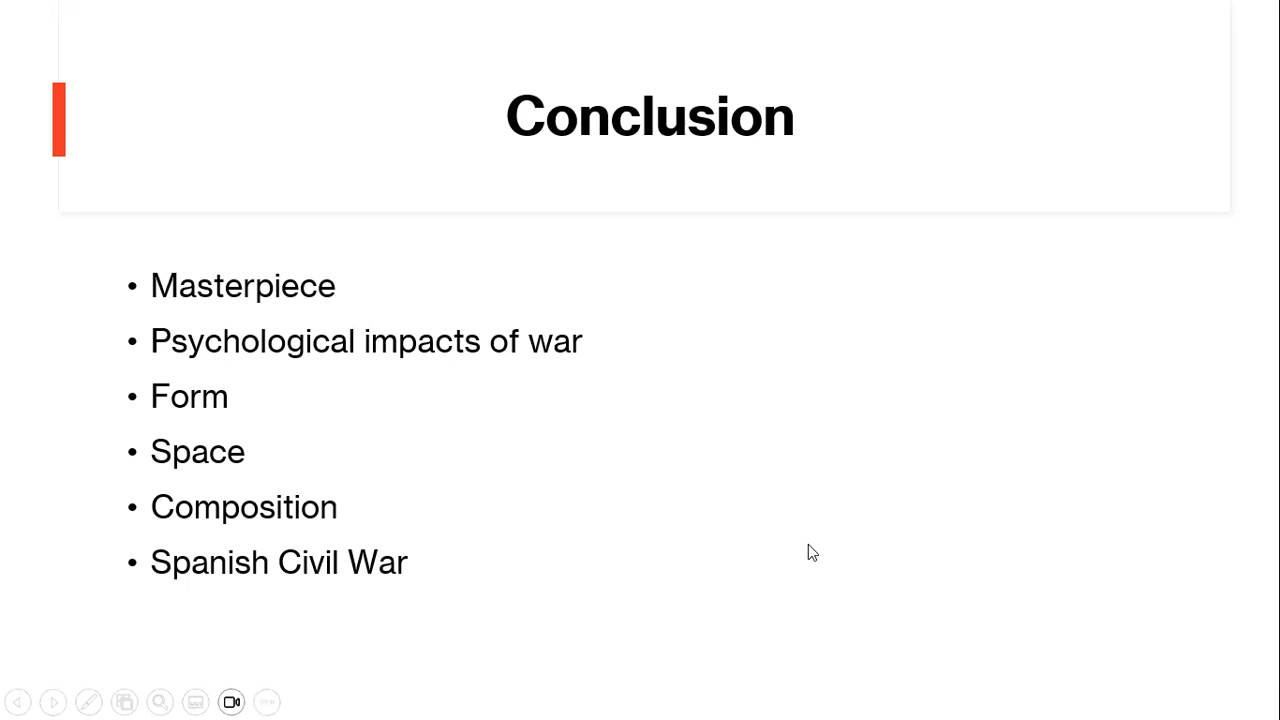 Conclusion
• Masterpiece
• Psychological impacts of war
• Form
• Space
• Composition
• Spanish Civil War